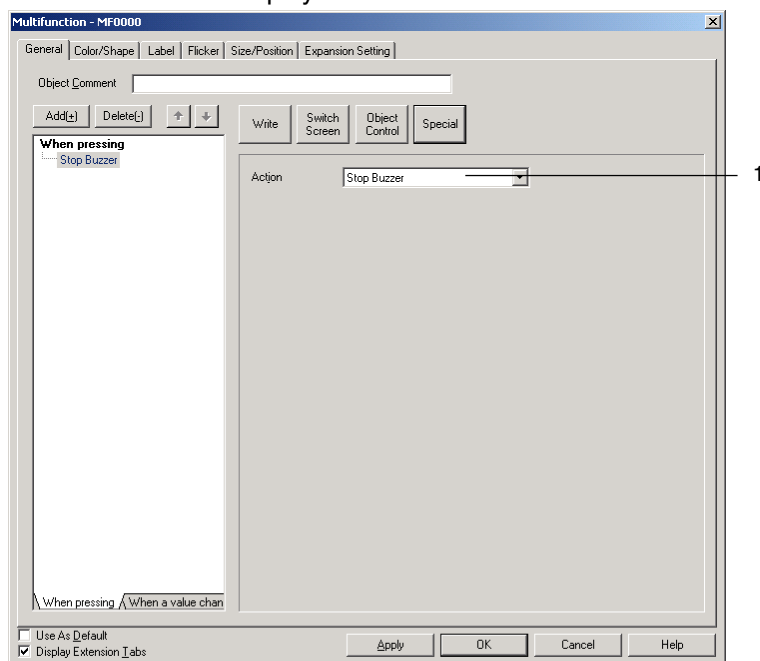 play
Multifunction - MF0000
General Color/Shape Label Flicker Size/Position Expansion Setting
Object Comment
Add(+) Delete(-)
Write Switch Screen Object Control Special
When pressing
Stop Buzzer
Action Stop Buzzer 1
When pressing When a value chan
Use As Default
Display Extension Tabs
Apply OK Cancel Help